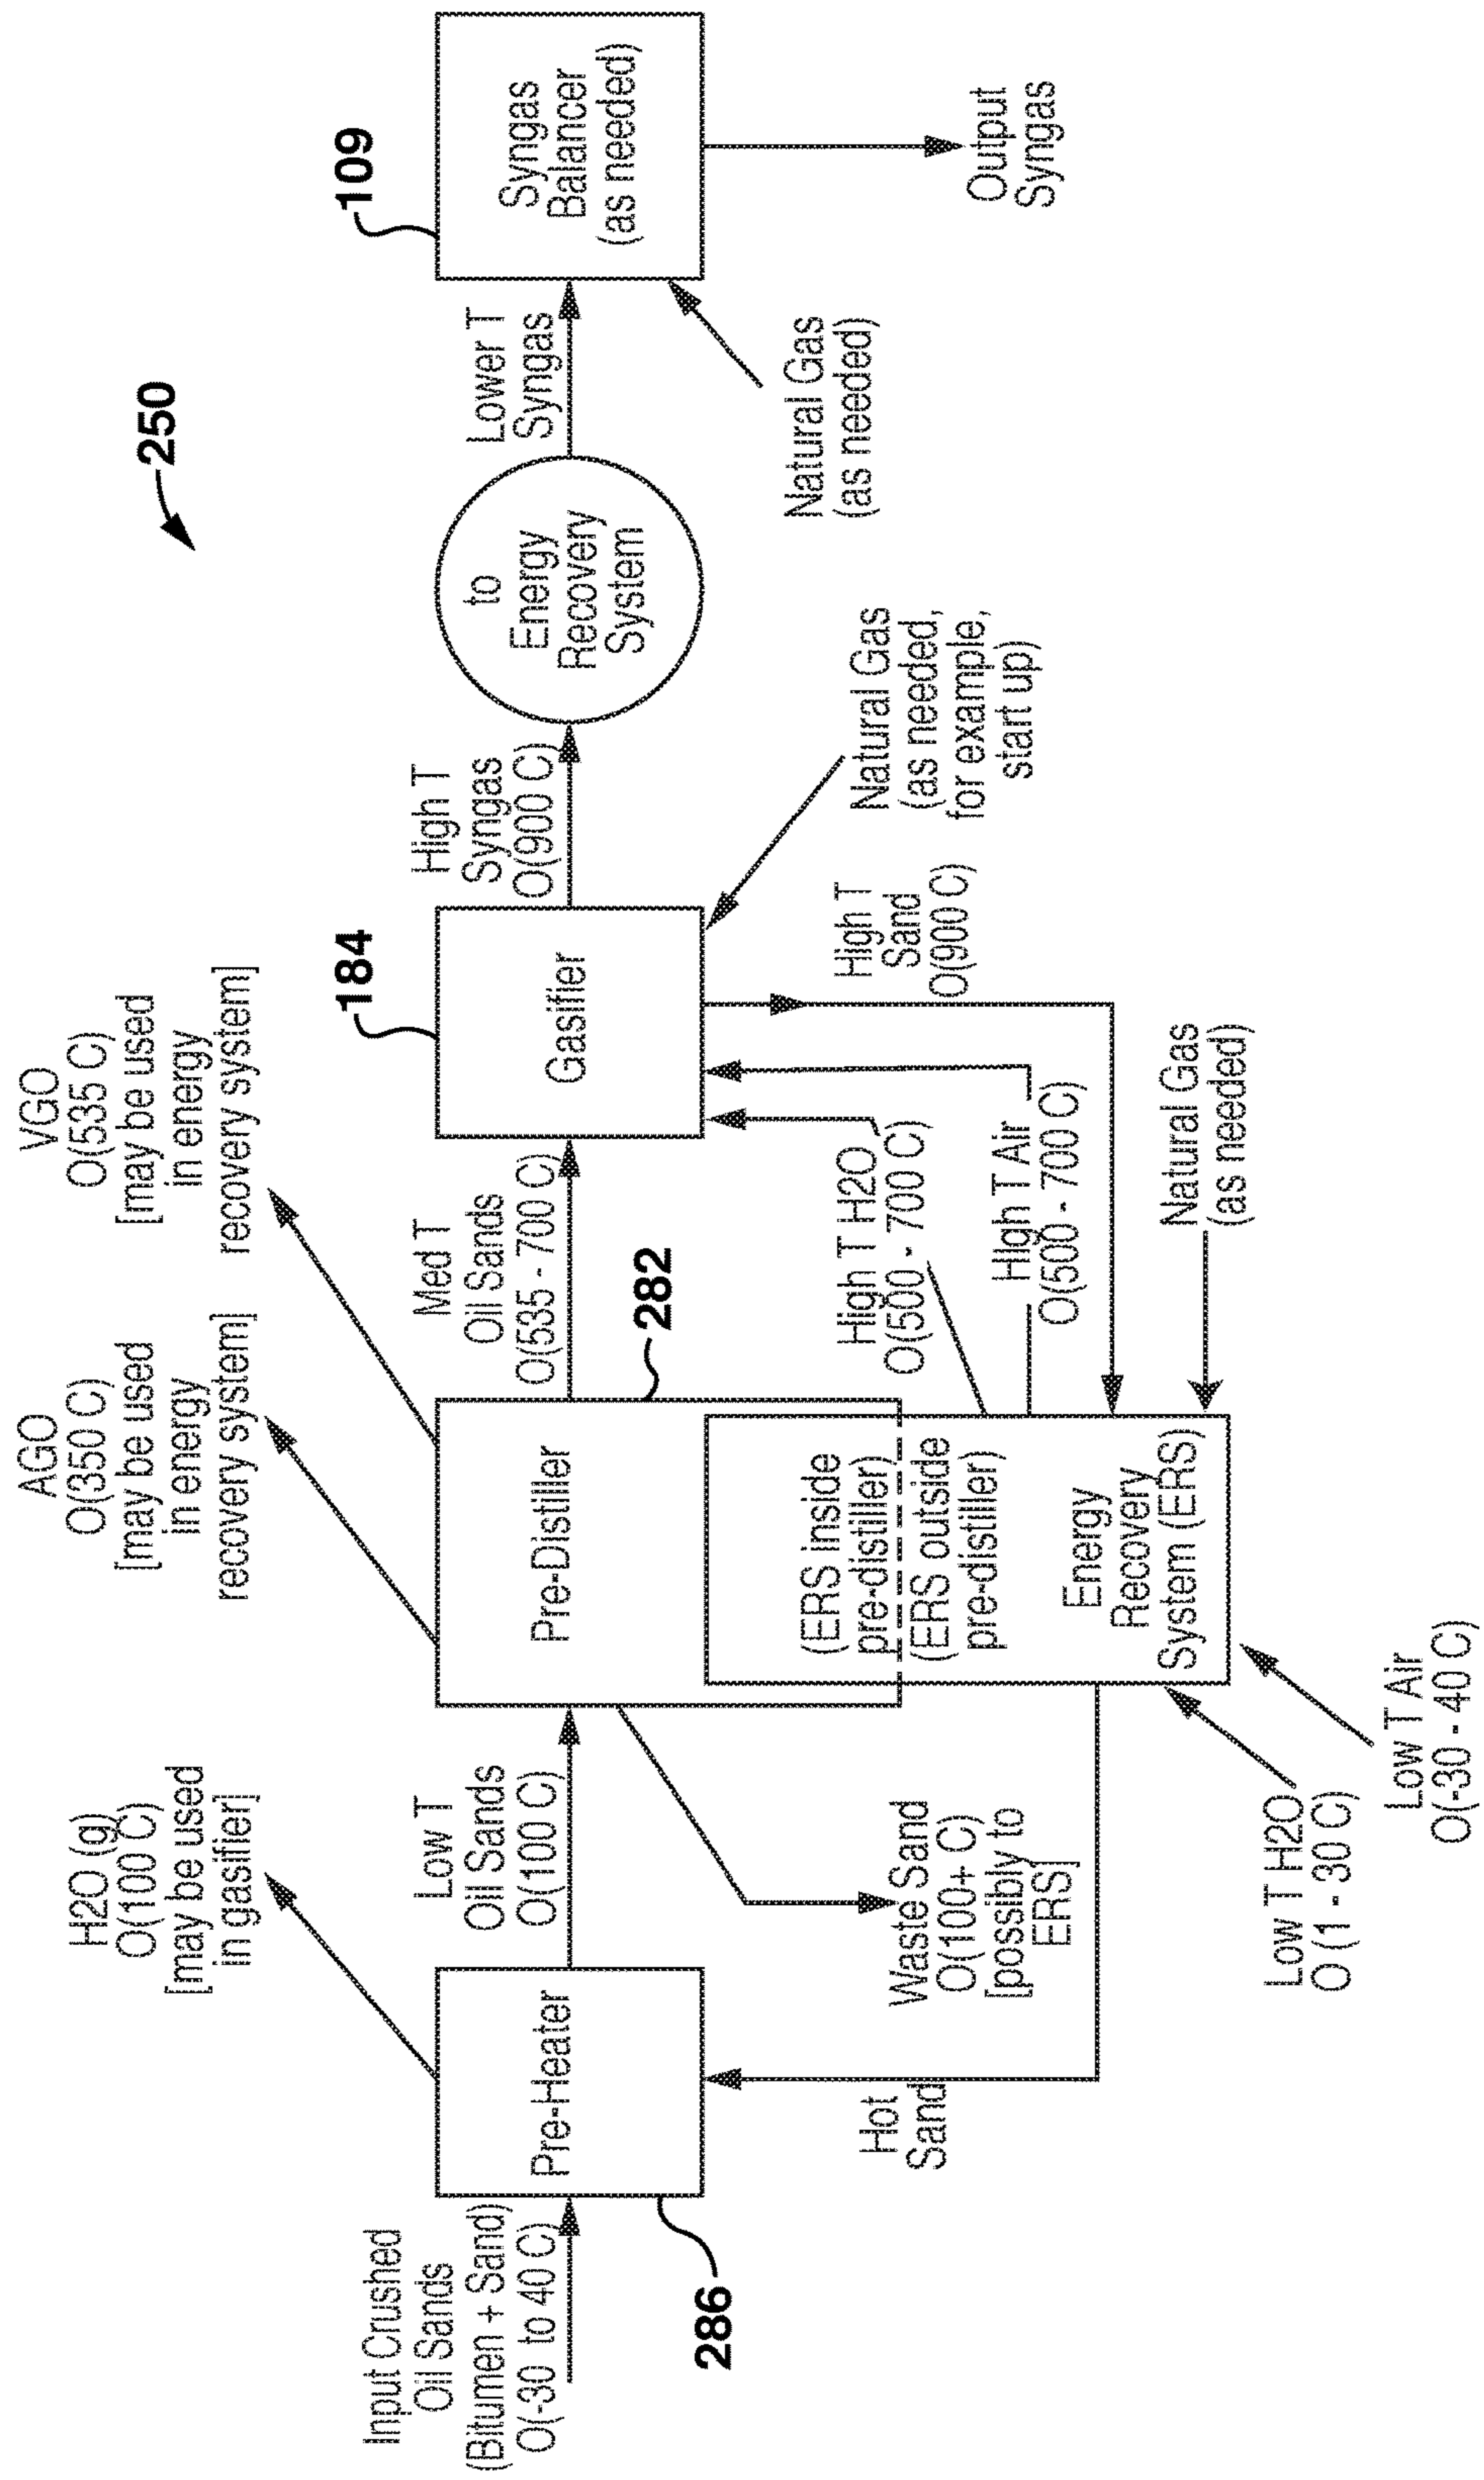 250
Input Crushed
Oil Sands
(Bitumen + Sand)
O(-30 to 40 C)
286
Pre-Heater
H2O (g)
O(100 C)
[may be used
in gasifier]
Low T
Oil Sands
O(100 C)
Hot
Sand
Pre-Distiller
282
Waste Sand
O(100+ C)
[possibly to
ERS]
AGO
O(350 C)
[may be used
in energy
recovery system]
VGO
O(535 C)
[may be used
in energy
recovery system]
(ERS inside
pre-distiller)
(ERS outside
pre-distiller)
Energy
Recovery
System (ERS)
Low T H2O
O (1 - 30 C)
Low T Air
O(-30 - 40 C)
Med T
Oil Sands
O(535 - 700 C)
High T H2O
O(500 - 700 C)
HIgh T Air
O(500 - 700 C)
Natural Gas
(as needed)
184
Gasifier
High T
Sand
O(900 C)
Natural Gas
(as needed,
for example,
start up)
High T
Syngas
O(900 C)
to
Energy
Recovery
System
Lower T
Syngas
Natural Gas
(as needed)
109
Syngas
Balancer
(as needed)
Output
Syngas